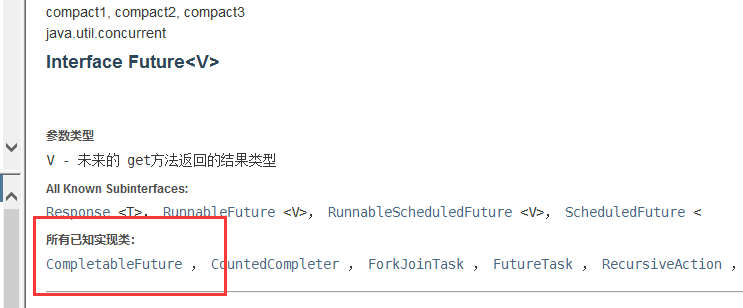 compact1, compact2, compact3
java.util.concurrent
Interface Future<V>
参数类型
V - 未来的 get方法返回的结果类型
All Known Subinterfaces:
Response <T>, RunnableFuture <V>, RunnableScheduledFuture <V>, ScheduledFuture <
所有已知实现类:
CompletableFuture , CountedCompleter , ForkJoinTask , FutureTask , RecursiveAction ,